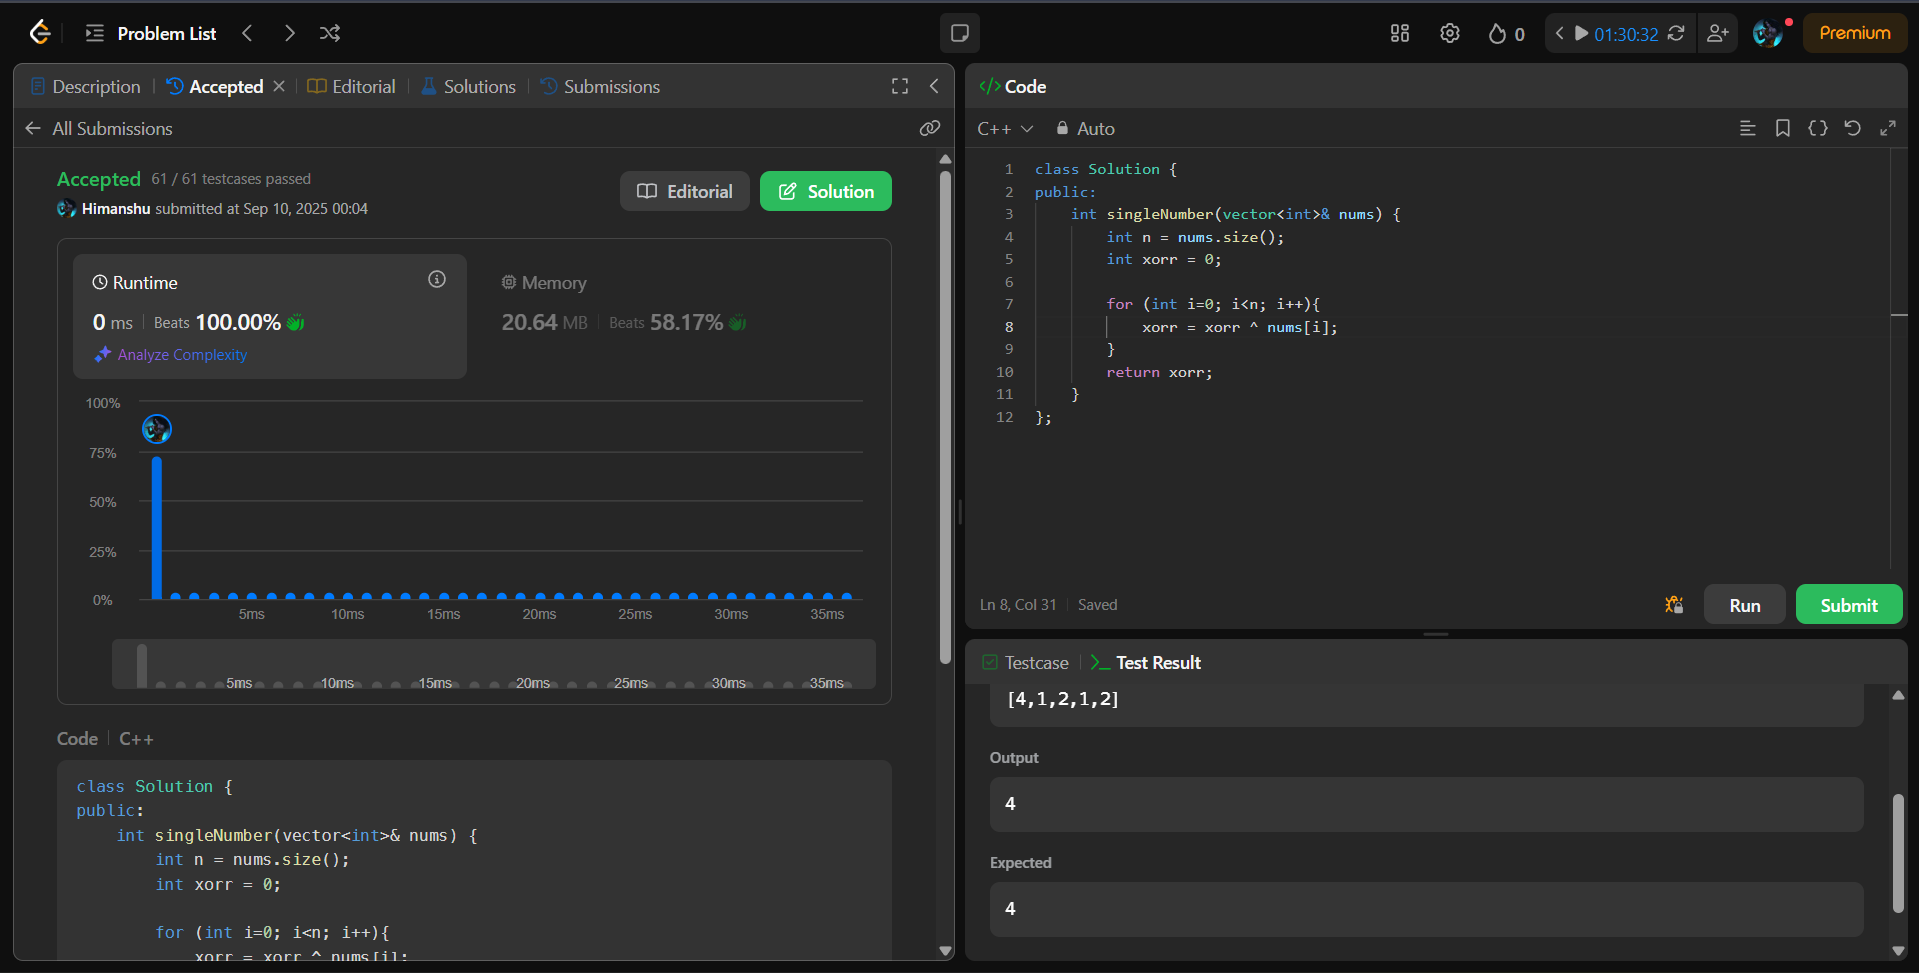 Problem List
0
01:30:32
Premium
Description
Accepted
Editorial
Solutions
Submissions
All Submissions
Accepted 61 / 61 testcases passed
Himanshu submitted at Sep 10, 2025 00:04
Editorial
Solution
Runtime
0 ms
Beats 100.00%
Analyze Complexity
Memory
20.64 MB
Beats 58.17%
100%
75%
50%
25%
0%
5ms 10ms 15ms 20ms 25ms 30ms 35ms
5ms 10ms 15ms 20ms 25ms 30ms 35ms
Code
C++
class Solution {
public:
    int singleNumber(vector<int>& nums) {
        int n = nums.size();
        int xorr = 0;

        for (int i=0; i<n; i++){
            xorr = xorr ^ nums[i];
</> Code
C++
Auto
1 class Solution {
2 public:
3     int singleNumber(vector<int>& nums) {
4         int n = nums.size();
5         int xorr = 0;
6
7         for (int i=0; i<n; i++){
8             xorr = xorr ^ nums[i];
9         }
10         return xorr;
11     }
12 };
Ln 8, Col 31
Saved
Run
Submit
Testcase
Test Result
[4,1,2,1,2]
Output
4
Expected
4